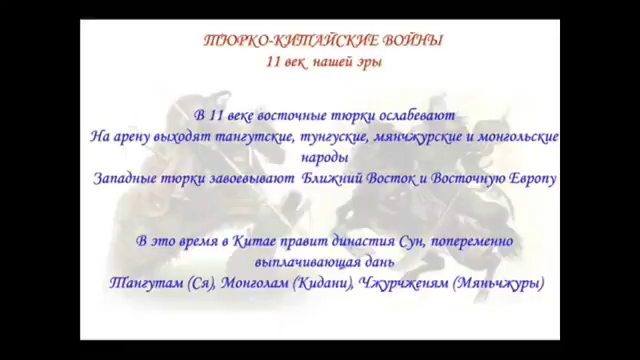 ТЮРКО-КИТАЙСКИЕ ВОЙНЫ
11 век нашей эры
В 11 веке восточные тюрки ослабевают
На арену выходят тангутские, тунгуские, мянчжурские и монгольские
народы
Западные тюрки завоевывают Ближний Восток и Восточную Европу
В это время в Китае правит династия Сун, попеременно
выплачивающая дань
Тангутам (Ся), Монголам (Кидани), Чжурчженям (Мяньчжуры)